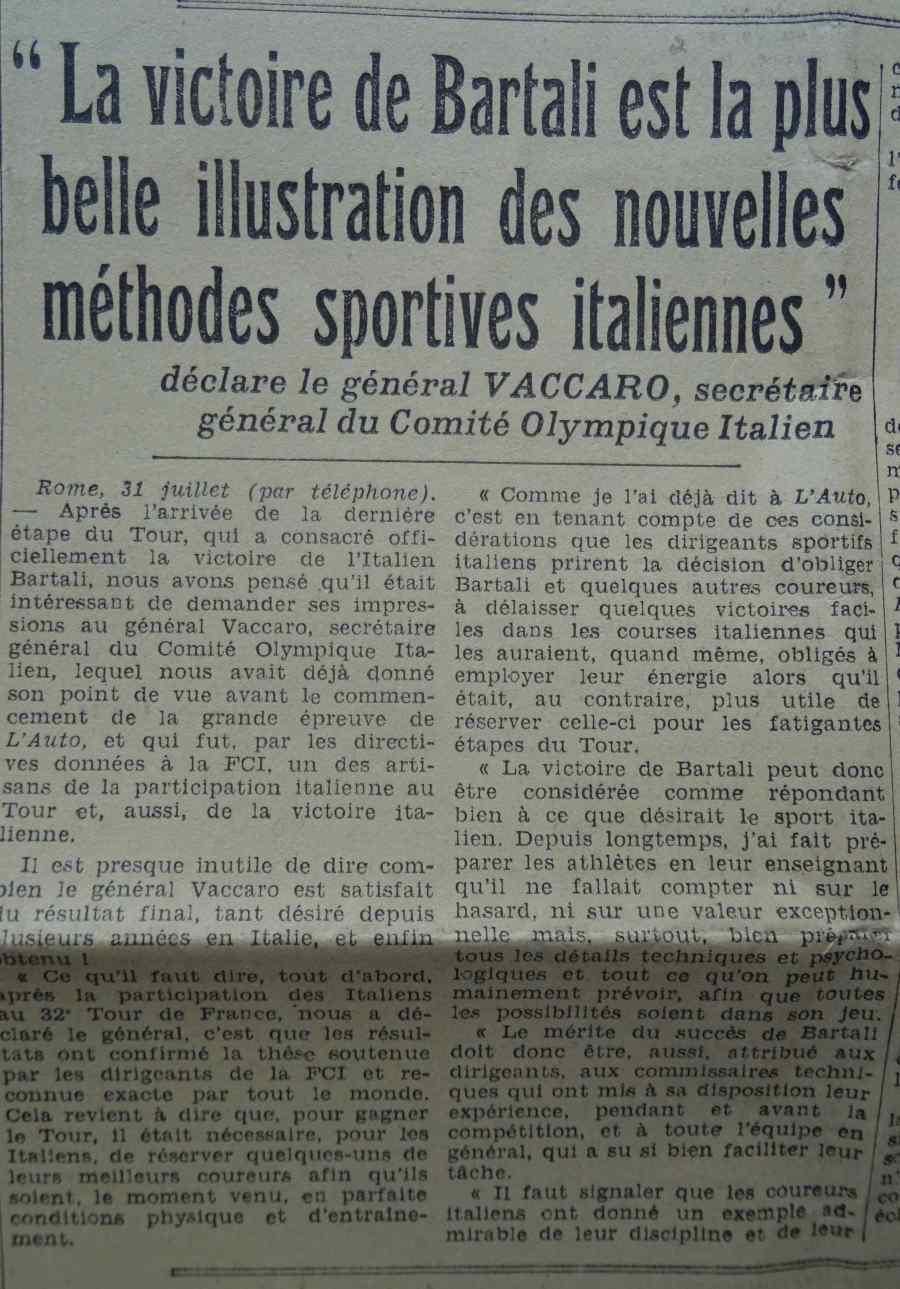 “ La victoire de Bartali est la plus
belle illustration des nouvelles
méthodes sportives italiennes ”
déclare le général VACCARO, secrétaire
général du Comité Olympique Italien
Rome, 31 juillet (par téléphone).
— Après l'arrivée de la dernière
étape du Tour, qui a consacré offi-
ciellement la victoire de l'Italien
Bartali, nous avons pensé qu'il était
intéressant de demander ses impres-
sions au général Vaccaro, secrétaire
général du Comité Olympique Ita-
lien, lequel nous avait déjà donné
son point de vue avant le commen-
cement de la grande épreuve de
L'Auto, et qui fut, par les directi-
ves données à la FCI, un des arti-
sans de la participation italienne au
Tour et, aussi, de la victoire ita-
lienne.
Il est presque inutile de dire com-
bien le général Vaccaro est satisfait
du résultat final, tant désiré depuis
plusieurs années en Italie, et enfin
obtenu !
« Ce qu'il faut dire, tout d'abord,
après la participation des Italiens
au 32e Tour de France, nous a dé-
claré le général, c'est que les résul-
tats ont confirmé la thèse soutenue
par les dirigeants de la FCI et re-
connue exacte par tout le monde.
Cela revient à dire que, pour gagner
le Tour, il était nécessaire, pour les
Italiens, de réserver quelques-uns de
leurs meilleurs coureurs afin qu'ils
soient, le moment venu, en parfaite
conditions physique et d'entraîne-
ment.
« Comme je l'ai déjà dit à L'Auto,
c'est en tenant compte de ces consi-
dérations que les dirigeants sportifs
italiens prirent la décision d'obliger
Bartali et quelques autres coureurs,
à délaisser quelques victoires faci-
les dans les courses italiennes qui
les auraient, quand même, obligés à
employer leur énergie alors qu'il
était, au contraire, plus utile de
réserver celle-ci pour les fatigantes
étapes du Tour.
« La victoire de Bartali peut donc
être considérée comme répondant
bien à ce que désirait le sport ita-
lien. Depuis longtemps, j'ai fait pré-
parer les athlètes en leur enseignant
qu'il ne fallait compter ni sur le
hasard, ni sur une valeur exception-
nelle mais, surtout, bien préparer
tous les détails techniques et psycho-
logiques et tout ce qu'on peut hu-
mainement prévoir, afin que toutes
les possibilités soient dans son jeu.
« Le mérite du succès de Bartali
doit donc être, aussi, attribué aux
dirigeants, aux commissaires techni-
ques qui ont mis à sa disposition leur
expérience, pendant et avant la
compétition, et à toute l'équipe en
général, qui a su si bien faciliter leur
tâche.
« Il faut signaler que les coureurs
italiens ont donné un exemple ad-
mirable de leur discipline et de leur